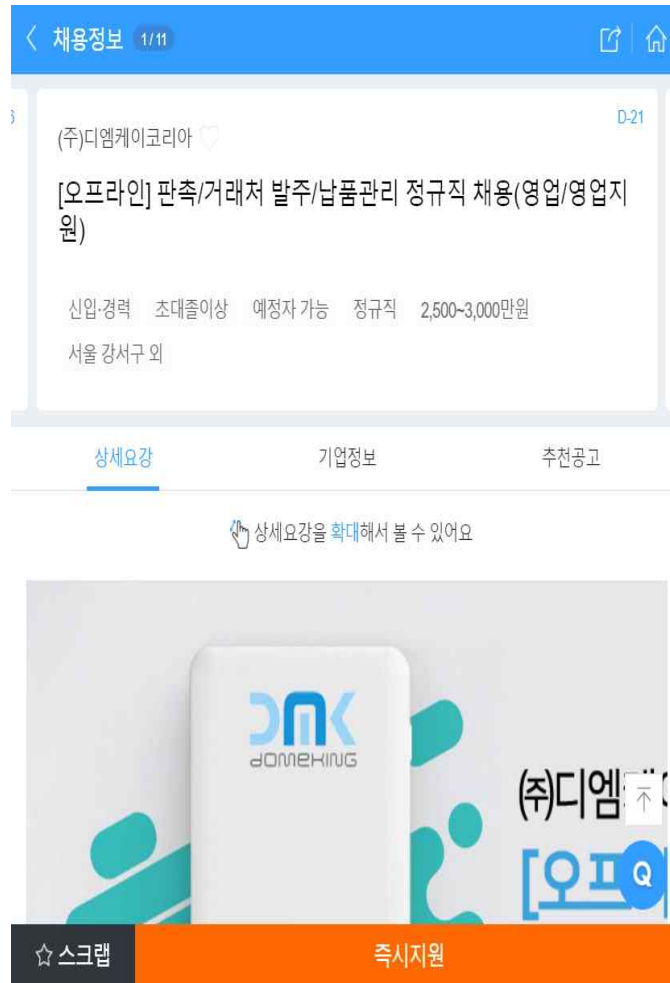 채용정보 1/11
D-21
(주)디엠케이코리아
[오프라인] 판촉/거래처 발주/납품관리 정규직 채용(영업/영업지
원)
신입·경력 초대졸이상 예정자 가능 정규직 2,500~3,000만원
서울 강서구 외
상세요강 기업정보 추천공고
상세요강을 확대해서 볼 수 있어요
DMK
DOMEKING
(주)디엠
[오프
Q
스크랩 즉시지원